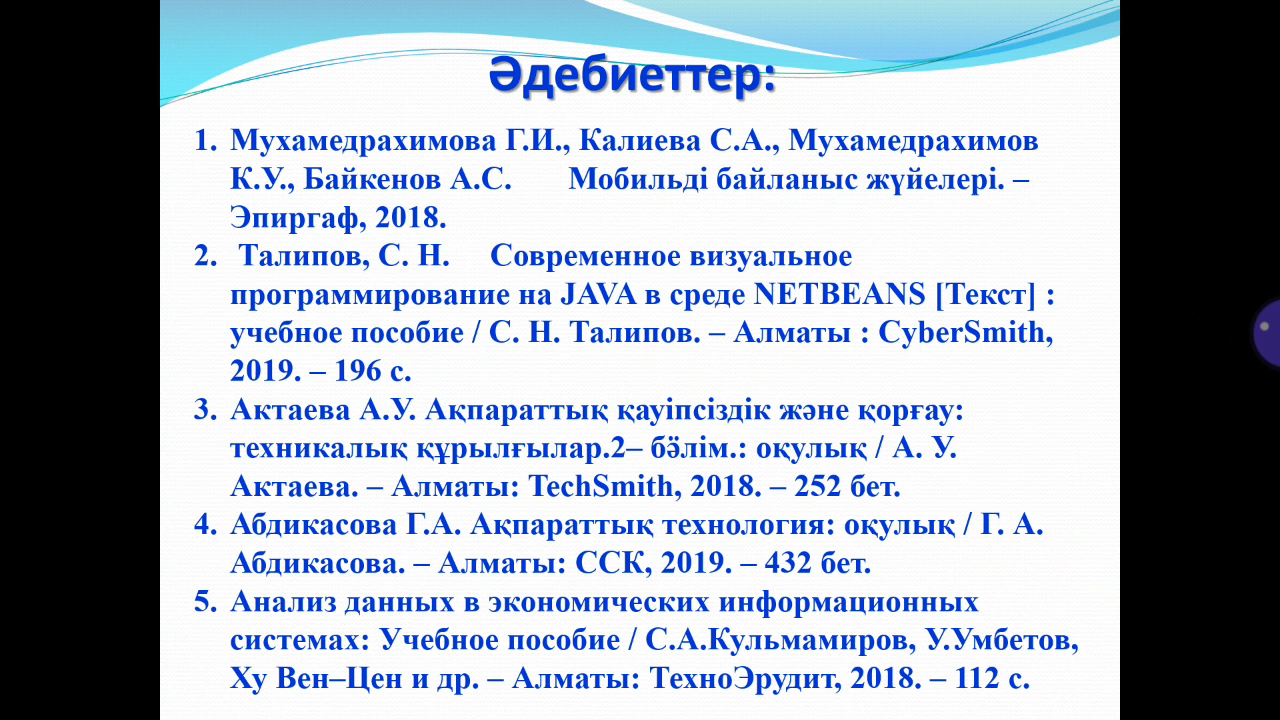 Әдебиеттер:
1. Мухамедрахимова Г.И., Калиева С.А., Мухамедрахимов
К.У., Байкенов А.С. Мобильді байланыс жүйелері. –
Эпиргаф, 2018.
2. Талипов, С. Н. Современное визуальное
программирование на JAVA в среде NETBEANS [Текст] :
учебное пособие / С. Н. Талипов. – Алматы : CyberSmith,
2019. – 196 с.
3. Актаева А.У. Ақпараттық қауіпсіздік және қорғау:
техникалық құрылғылар.2– бӛлім.: оқулық / А. У.
Актаева. – Алматы: TechSmith, 2018. – 252 бет.
4. Абдикасова Г.А. Ақпараттық технология: оқулық / Г. А.
Абдикасова. – Алматы: ССК, 2019. – 432 бет.
5. Анализ данных в экономических информационных
системах: Учебное пособие / С.А.Кульмамиров, У.Умбетов,
Ху Вен–Цен и др. – Алматы: ТехноЭрудит, 2018. – 112 с.